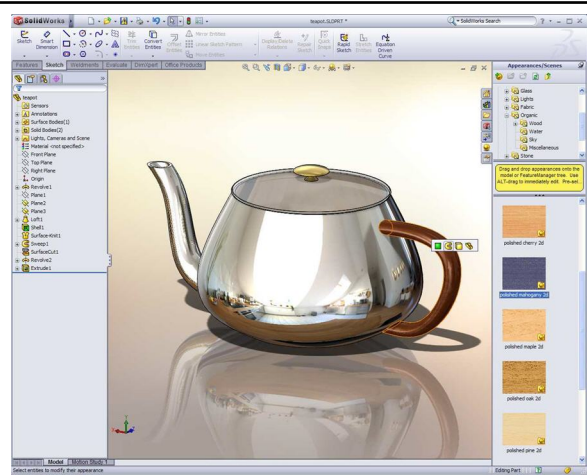 SolidWorks
teapot.SLDPRT *
SolidWorks Search
Sketch
Smart Dimension
Trim Entities
Convert Entities
Offset Entities
Mirror Entities
Linear Sketch Pattern
Move Entities
Display/Delete Relations
Repair Sketch
Quick Snaps
Rapid Sketch
Stretch Entities
Equation Driven Curve
Features
Sketch
Weldments
Evaluate
DimXpert
Office Products
teapot
Sensors
Annotations
Surface Bodies(1)
Solid Bodies(2)
Lights, Cameras and Scene
Material <not specified>
Front Plane
Top Plane
Right Plane
Origin
Revolve1
Plane1
Plane2
Plane3
Loft1
Shell1
Surface-Knit1
Sweep1
SurfaceCut1
Revolve2
Extrude1
Appearances/Scenes
Glass
Lights
Fabric
Organic
Wood
Water
Sky
Miscellaneous
Stone
Drag and drop appearances onto the
model or FeatureManager tree. Use
ALT-drag to immediately edit. Pre-sel...
polished cherry 2d
polished mahogany 2d
polished maple 2d
polished oak 2d
polished pine 2d
Model
Motion Study 1
Select entities to modify their appearance
Editing Part